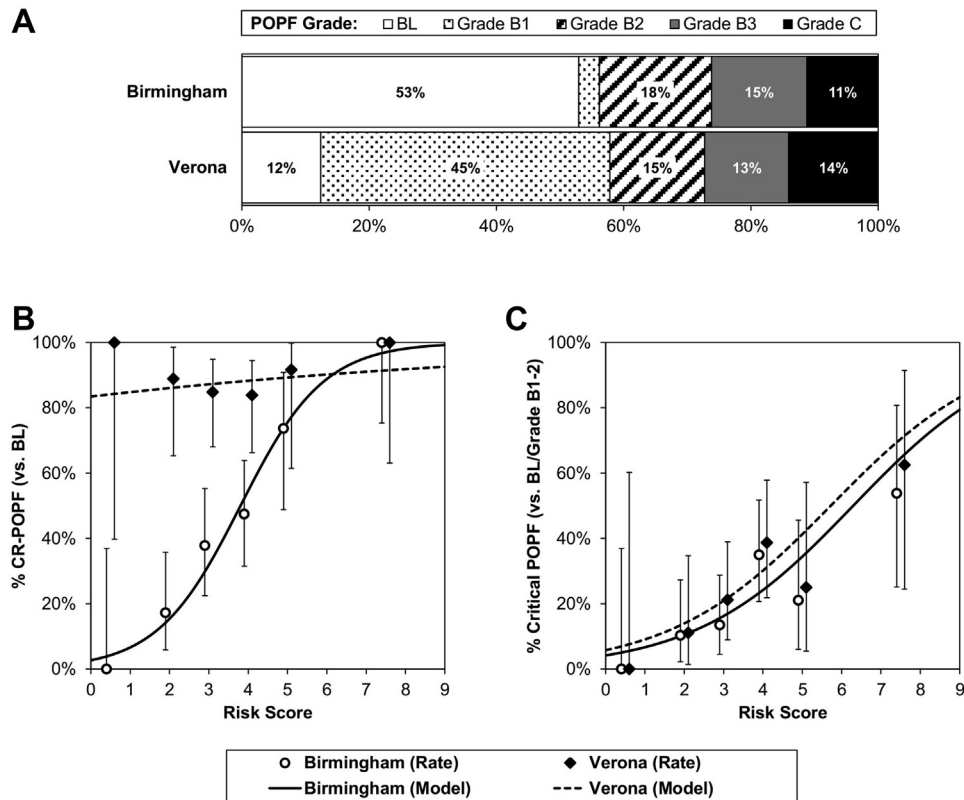 A
POPF Grade: BL Grade B1 Grade B2 Grade B3 Grade C
Birmingham 53% 18% 15% 11%
Verona 12% 45% 15% 13% 14%
0% 20% 40% 60% 80% 100%
B
% CR-POPF (vs. BL)
100%
80%
60%
40%
20%
0%
0 1 2 3 4 5 6 7 8 9
Risk Score
C
% Critical POPF (vs. BL/Grade B1-2)
100%
80%
60%
40%
20%
0%
0 1 2 3 4 5 6 7 8 9
Risk Score
Birmingham (Rate) Verona (Rate)
Birmingham (Model) Verona (Model)